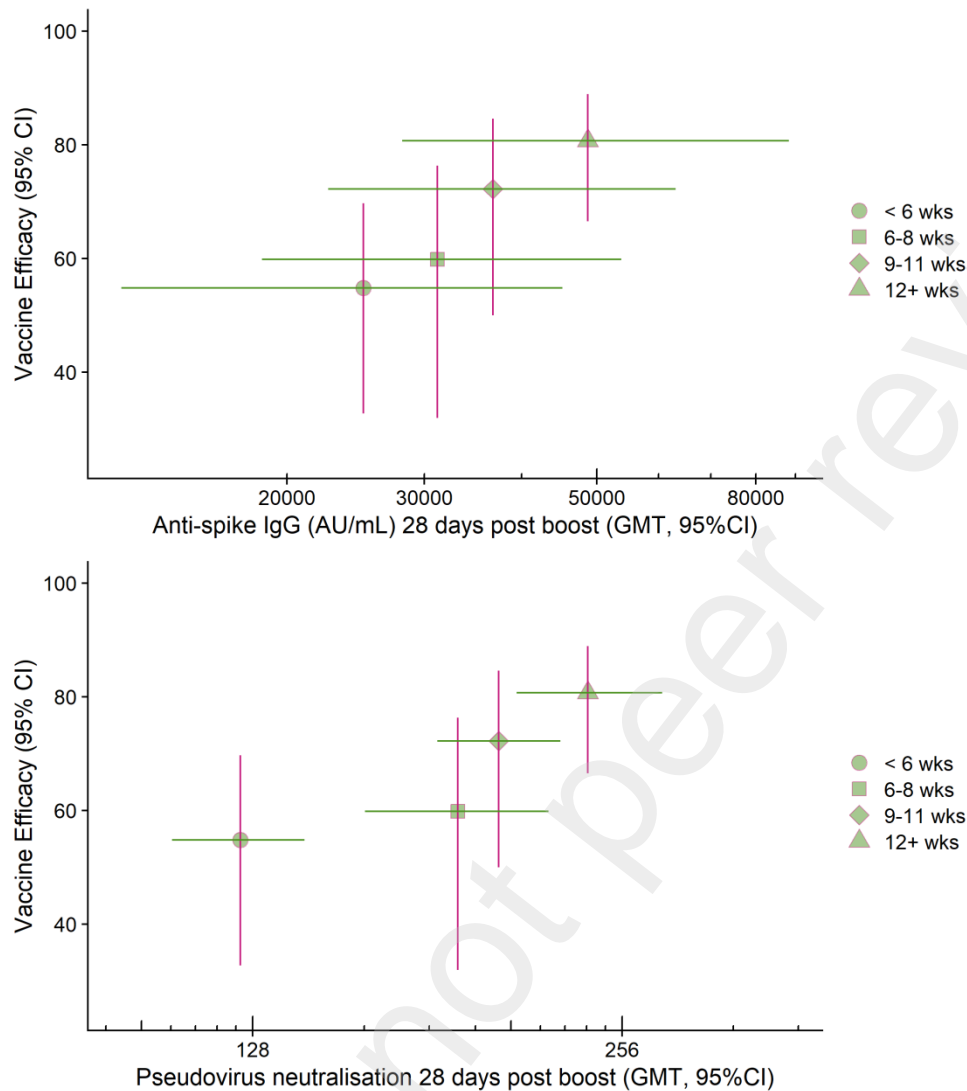 100
80
60
40
Vaccine Efficacy (95% CI)
20000 30000 50000 80000
Anti-spike IgG (AU/mL) 28 days post boost (GMT, 95%CI)
< 6 wks
6-8 wks
9-11 wks
12+ wks
100
80
60
40
Vaccine Efficacy (95% CI)
128 256
Pseudovirus neutralisation 28 days post boost (GMT, 95%CI)
< 6 wks
6-8 wks
9-11 wks
12+ wks
not peer rev